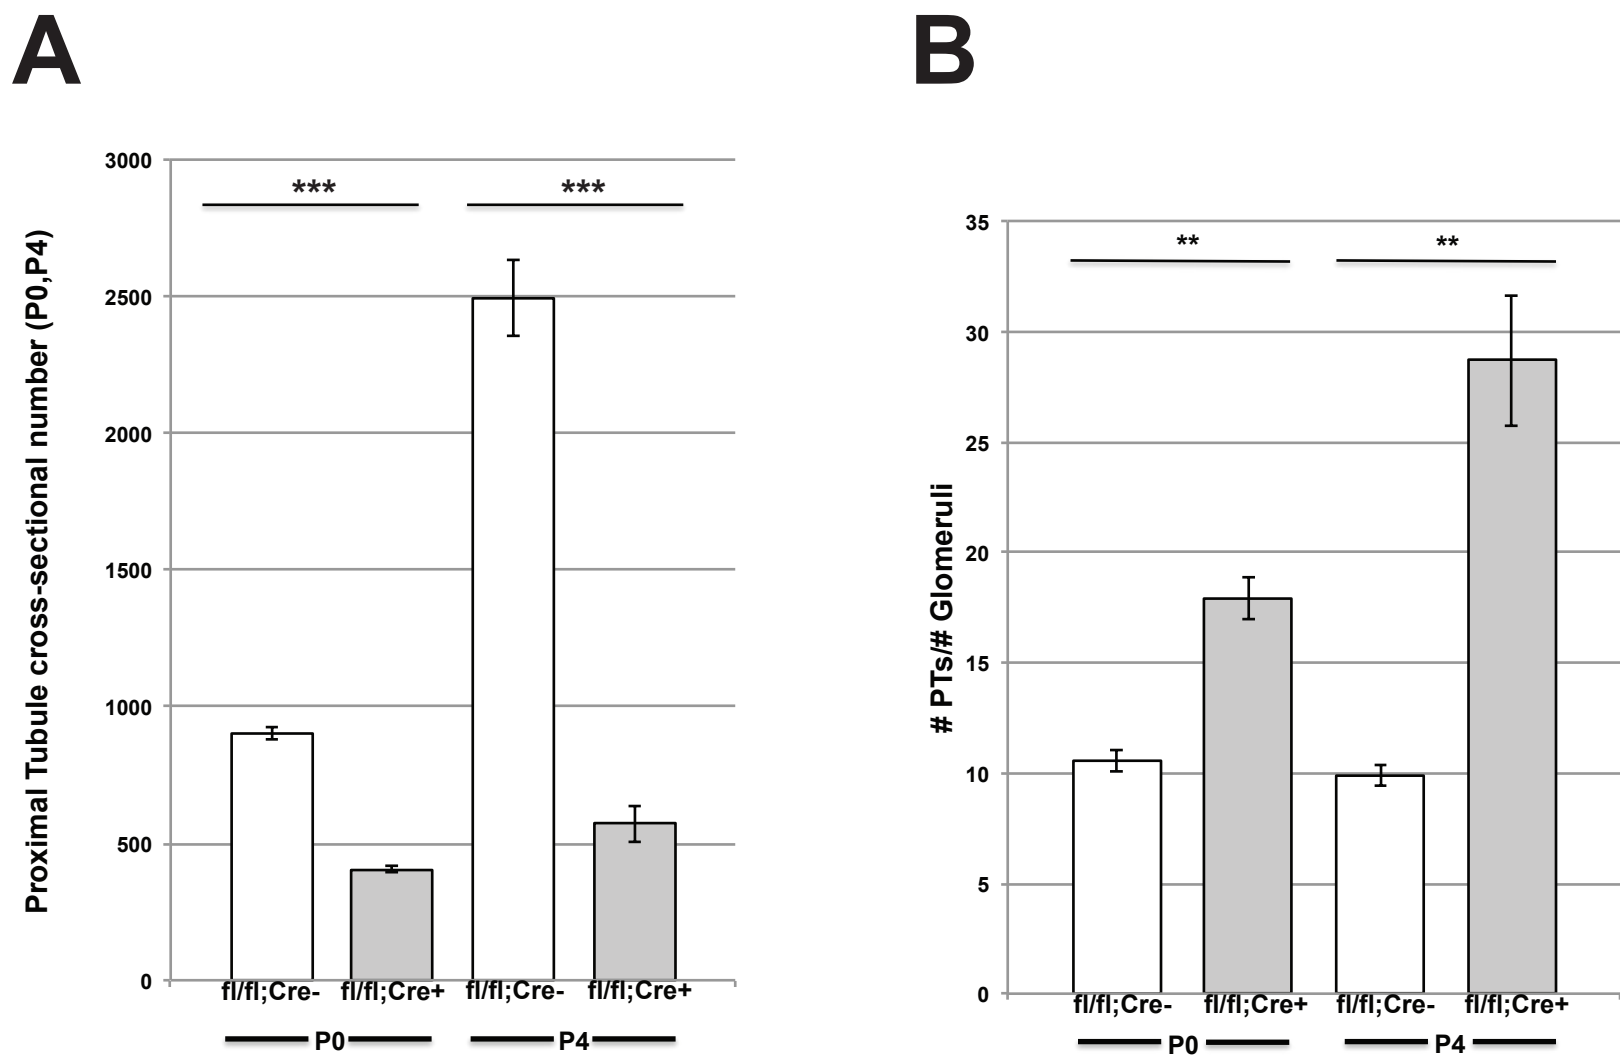 A
B
Proximal Tubule cross-sectional number (P0,P4)
3000
2500
2000
1500
1000
500
0
***
***
fl/fl;Cre-
fl/fl;Cre+
fl/fl;Cre-
fl/fl;Cre+
P0
P4
# PTs/# Glomeruli
35
30
25
20
15
10
5
0
**
**
fl/fl;Cre-
fl/fl;Cre+
fl/fl;Cre-
fl/fl;Cre+
P0
P4